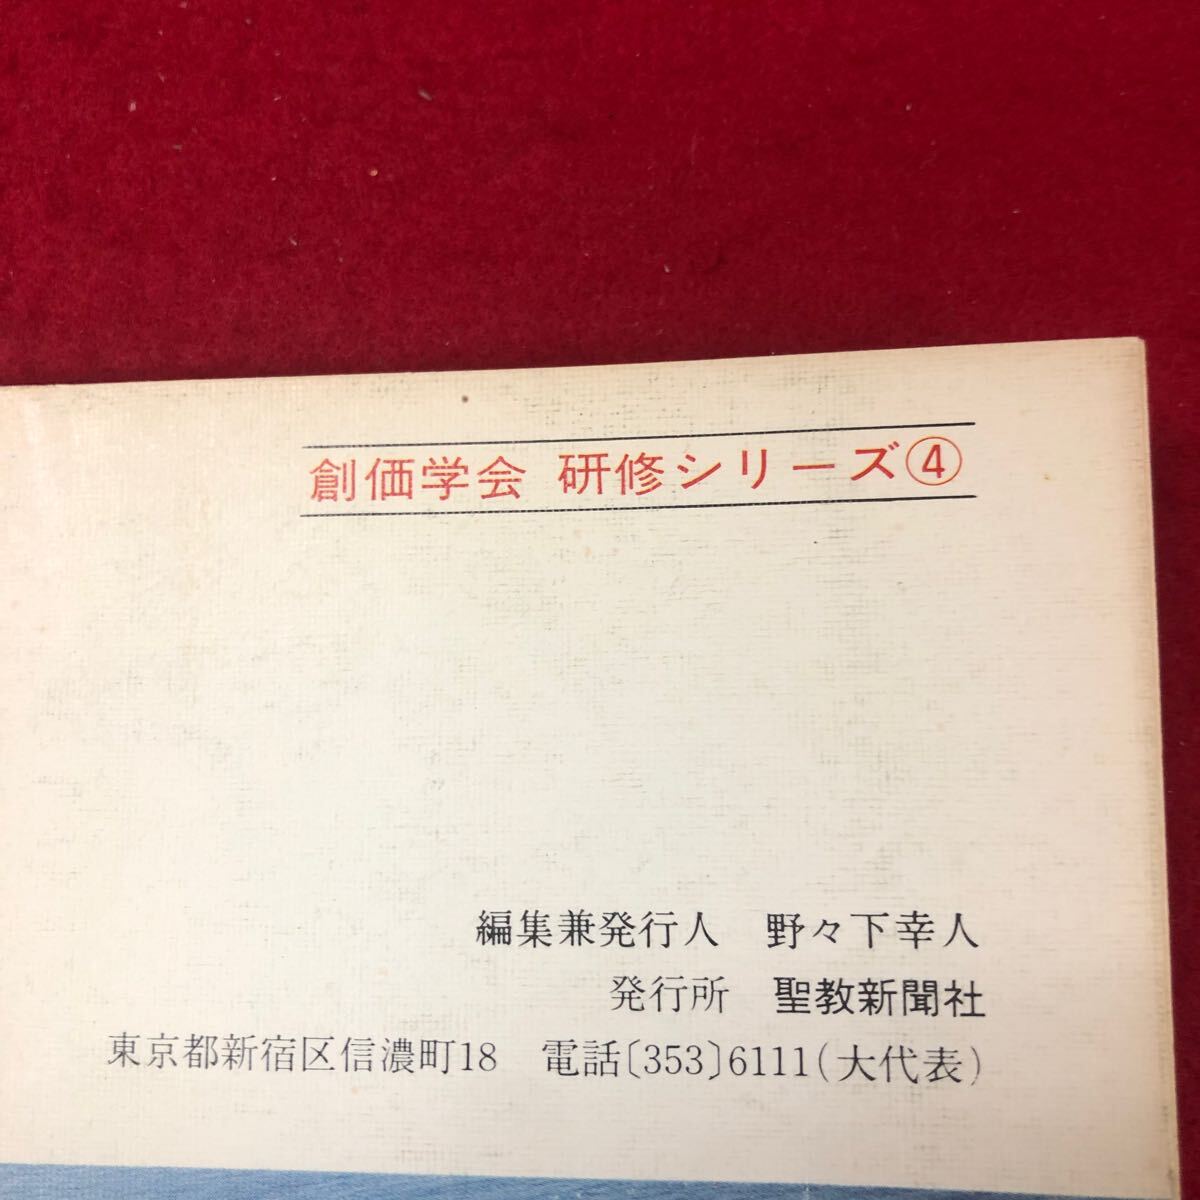 創価学会 研修シリーズ④
編集兼発行人 野々下幸人
発行所 聖教新聞社
東京都新宿区信濃町18 電話〔353〕6111(大代表)